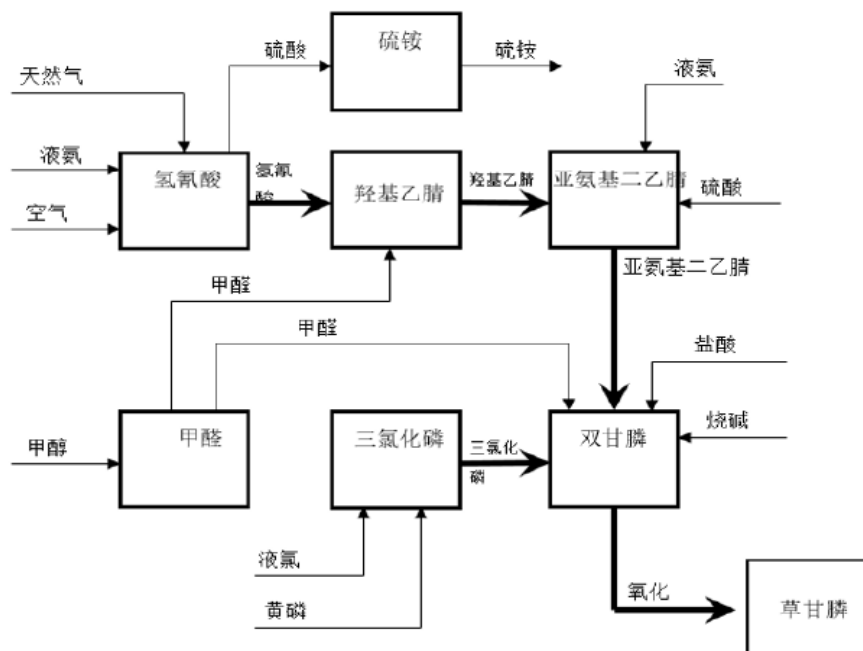 硫酸
硫铵
硫铵
天然气
液氨
液氨
氢氰酸
氢氰
酸
羟基乙腈
羟基乙腈
亚氨基二乙腈
空气
硫酸
亚氨基二乙腈
甲醛
甲醛
盐酸
甲醇
甲醛
三氯化磷
三氯化
磷
双甘膦
烧碱
液氯
黄磷
氧化
草甘膦